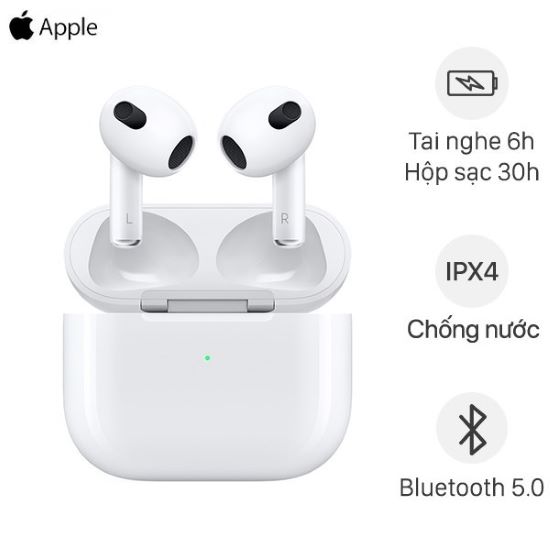 Apple
Tai nghe 6h
Hộp sạc 30h
L
R
IPX4
Chống nước
Bluetooth 5.0